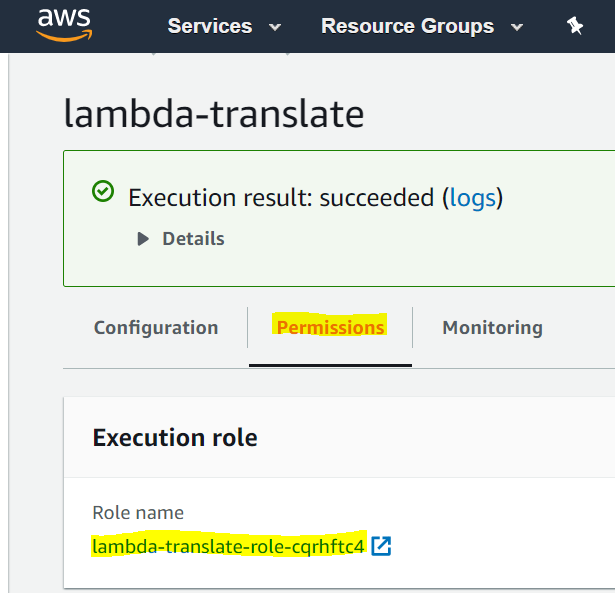 aws Services Resource Groups
lambda-translate
Execution result: succeeded (logs)
Details
Configuration Permissions Monitoring
Execution role
Role name
lambda-translate-role-cqrhftc4